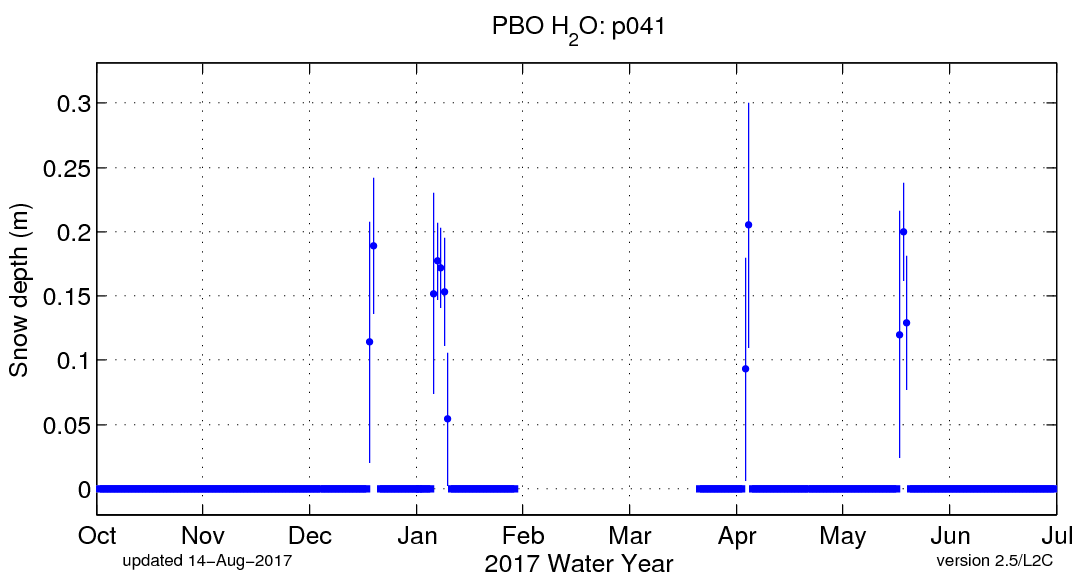 PBO H2O: p041
0.3
0.25
0.2
0.15
0.1
0.05
0
Snow depth (m)
Oct Nov Dec Jan Feb Mar Apr May Jun Jul
updated 14−Aug−2017 2017 Water Year version 2.5/L2C